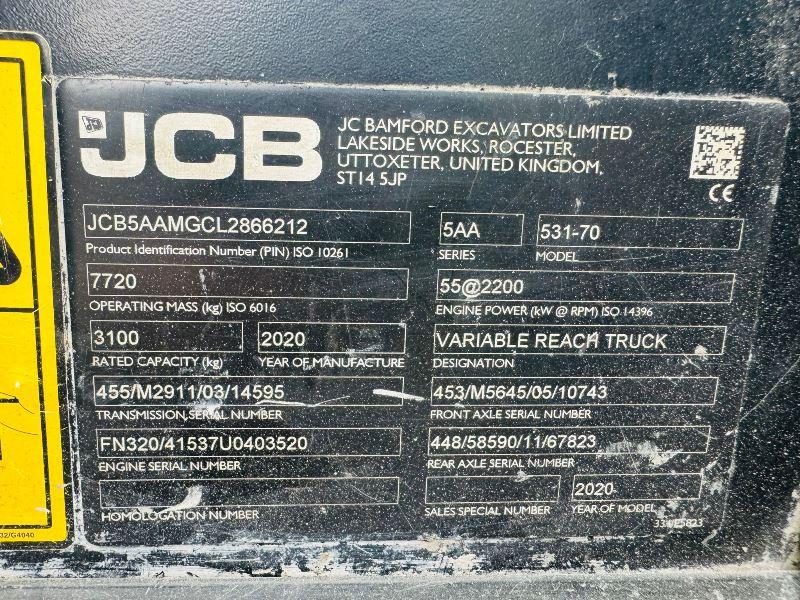 JCB
JC BAMFORD EXCAVATORS LIMITED
LAKESIDE WORKS, ROCESTER,
UTTOXETER, UNITED KINGDOM,
ST14 5JP
CE
JCB5AAMGCL2866212
Product Identification Number (PIN) ISO 10261
5AA
SERIES
531-70
MODEL
7720
OPERATING MASS (kg) ISO 6016
55@2200
ENGINE POWER (kW @ RPM) ISO 14396
3100
RATED CAPACITY (kg)
2020
YEAR OF MANUFACTURE
VARIABLE REACH TRUCK
DESIGNATION
455/M2911/03/14595
TRANSMISSION SERIAL NUMBER
453/M5645/05/10743
FRONT AXLE SERIAL NUMBER
FN320/41537U0403520
ENGINE SERIAL NUMBER
448/58590/11/67823
REAR AXLE SERIAL NUMBER
HOMOLOGATION NUMBER
SALES SPECIAL NUMBER
2020
YEAR OF MODEL
32/G4040